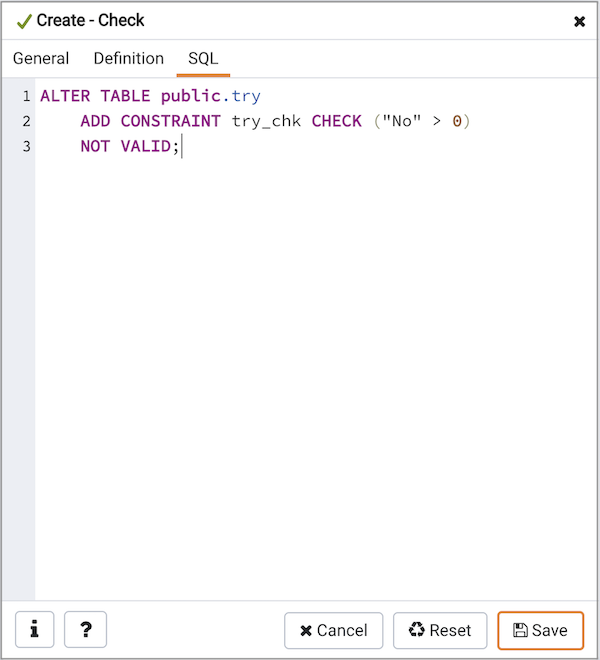 Create - Check
General Definition SQL
1 ALTER TABLE public.try
2 ADD CONSTRAINT try_chk CHECK ("No" > 0)
3 NOT VALID;
i ? Cancel Reset Save